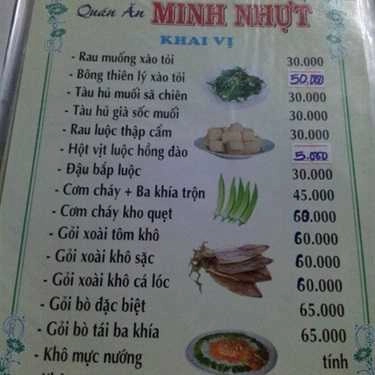 Quán Ăn MINH NHỰT
KHAI VỊ
- Rau muống xào tỏi 30.000
- Bông thiên lý xào tỏi 50.000
- Tàu hủ muối sả chiên 30.000
- Tàu hủ già sốc muối 30.000
- Rau luộc thập cẩm 30.000
- Hột vịt luộc hồng đào 5.000
- Đậu bắp luộc 30.000
- Cơm cháy + Ba khía trộn 45.000
- Cơm cháy kho quẹt 60.000
- Gỏi xoài tôm khô 60.000
- Gỏi xoài khô sặc 60.000
- Gỏi xoài khô cá lóc 60.000
- Gỏi bò đặc biệt 65.000
- Gỏi bò tái ba khía 65.000
- Khô mực nướng tính